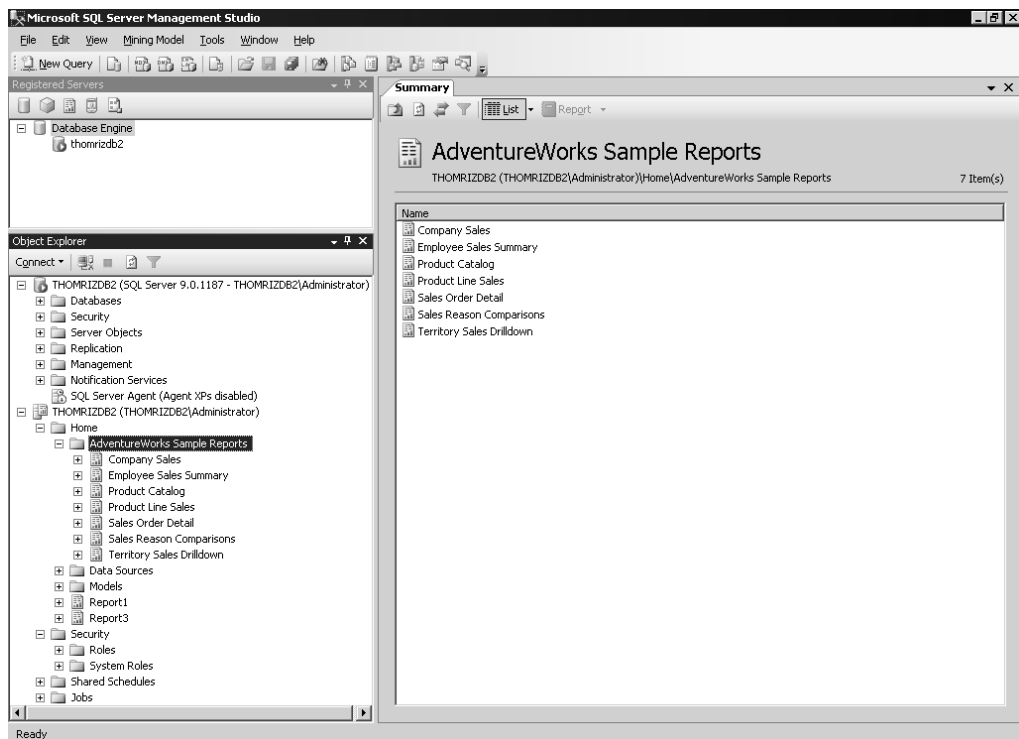 Microsoft SQL Server Management Studio
File Edit View Mining Model Tools Window Help
New Query
Registered Servers
Database Engine
thomrizdb2
Object Explorer
Connect
THOMRIZDB2 (SQL Server 9.0.1187 - THOMRIZDB2\Administrator)
Databases
Security
Server Objects
Replication
Management
Notification Services
SQL Server Agent (Agent XPs disabled)
THOMRIZDB2 (THOMRIZDB2\Administrator)
Home
AdventureWorks Sample Reports
Company Sales
Employee Sales Summary
Product Catalog
Product Line Sales
Sales Order Detail
Sales Reason Comparisons
Territory Sales Drilldown
Data Sources
Models
Report1
Report3
Security
Roles
System Roles
Shared Schedules
Jobs
Summary
List Report
AdventureWorks Sample Reports
THOMRIZDB2 (THOMRIZDB2\Administrator)\Home\AdventureWorks Sample Reports 7 Item(s)
Name
Company Sales
Employee Sales Summary
Product Catalog
Product Line Sales
Sales Order Detail
Sales Reason Comparisons
Territory Sales Drilldown
Ready